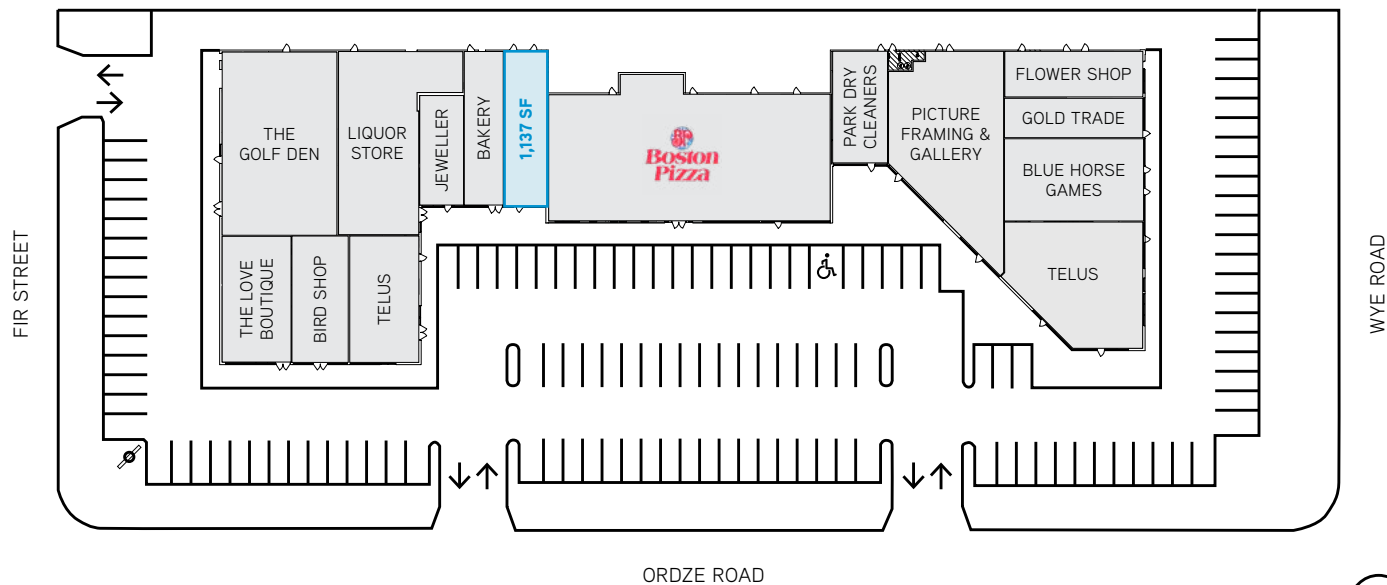 THE
GOLF DEN
LIQUOR
STORE
JEWELLER
BAKERY
1,137 SF
BP
Boston
Pizza
PARK DRY
CLEANERS
PICTURE
FRAMING &
GALLERY
FLOWER SHOP
GOLD TRADE
BLUE HORSE
GAMES
TELUS
THE LOVE
BOUTIQUE
BIRD SHOP
TELUS
FIR STREET
WYE ROAD
ORDZE ROAD